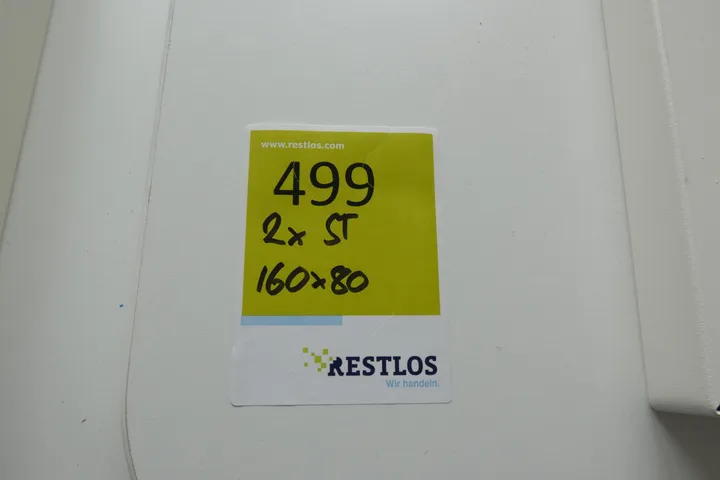 www.restlos.com
499
2x ST
160x80
RESTLOS
Wir handeln.